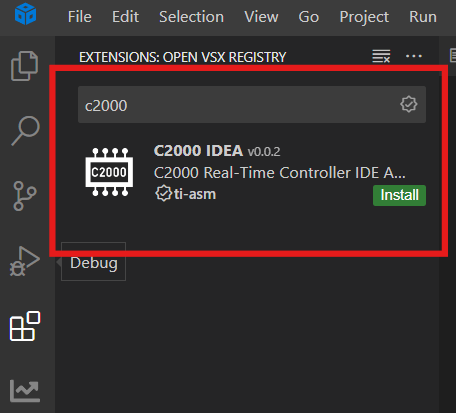 File Edit Selection View Go Project Run
EXTENSIONS: OPEN VSX REGISTRY
c2000
C2000
C2000 IDEA v0.0.2
C2000 Real-Time Controller IDE A...
ti-asm
Install
Debug